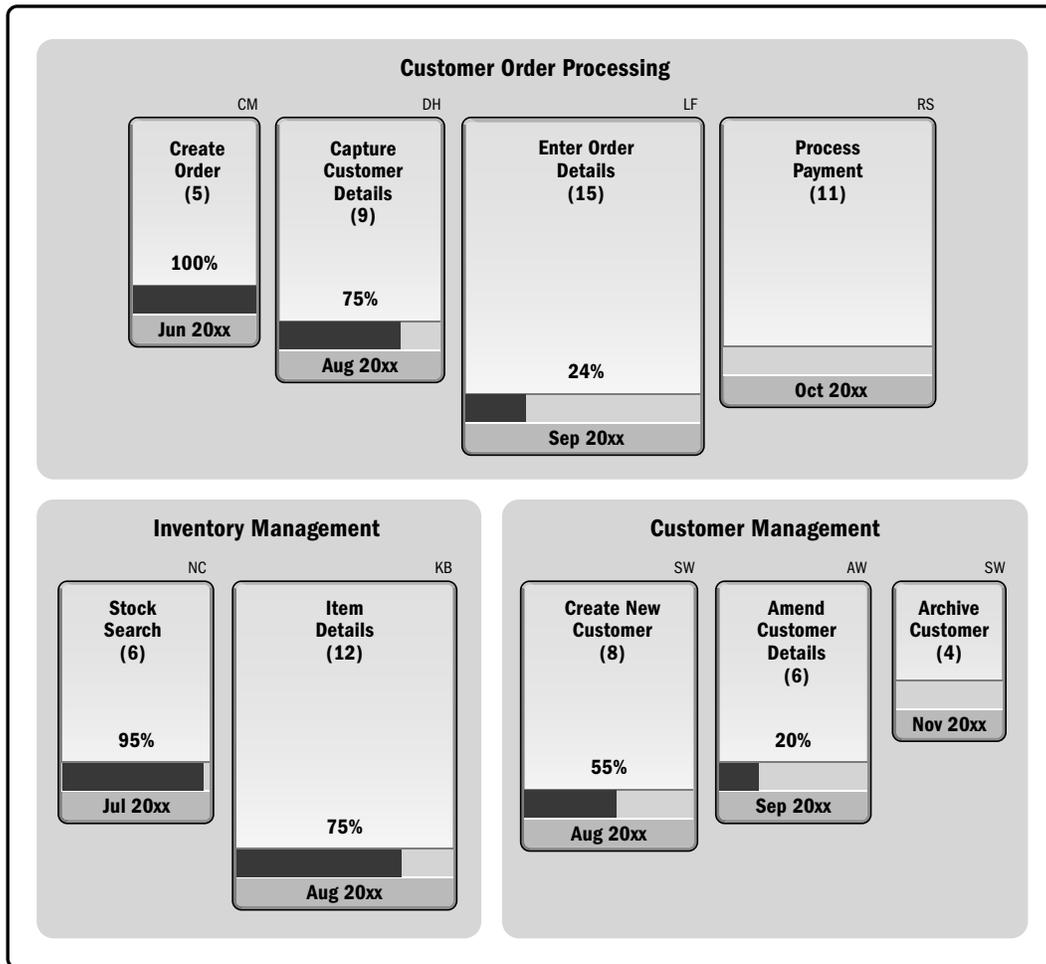 Customer Order Processing
CM
Create
Order
(5)
100%
Jun 20xx
DH
Capture
Customer
Details
(9)
75%
Aug 20xx
LF
Enter Order
Details
(15)
24%
Sep 20xx
RS
Process
Payment
(11)
Oct 20xx
Inventory Management
NC
Stock
Search
(6)
95%
Jul 20xx
KB
Item
Details
(12)
75%
Aug 20xx
Customer Management
SW
Create New
Customer
(8)
55%
Aug 20xx
AW
Amend
Customer
Details
(6)
20%
Sep 20xx
SW
Archive
Customer
(4)
Nov 20xx